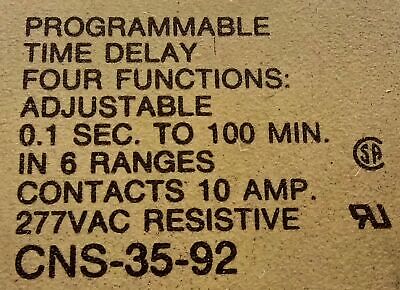 PROGRAMMABLE
TIME DELAY
FOUR FUNCTIONS:
ADJUSTABLE
0.1 SEC. TO 100 MIN.
IN 6 RANGES
CONTACTS 10 AMP.
277VAC RESISTIVE
CNS-35-92